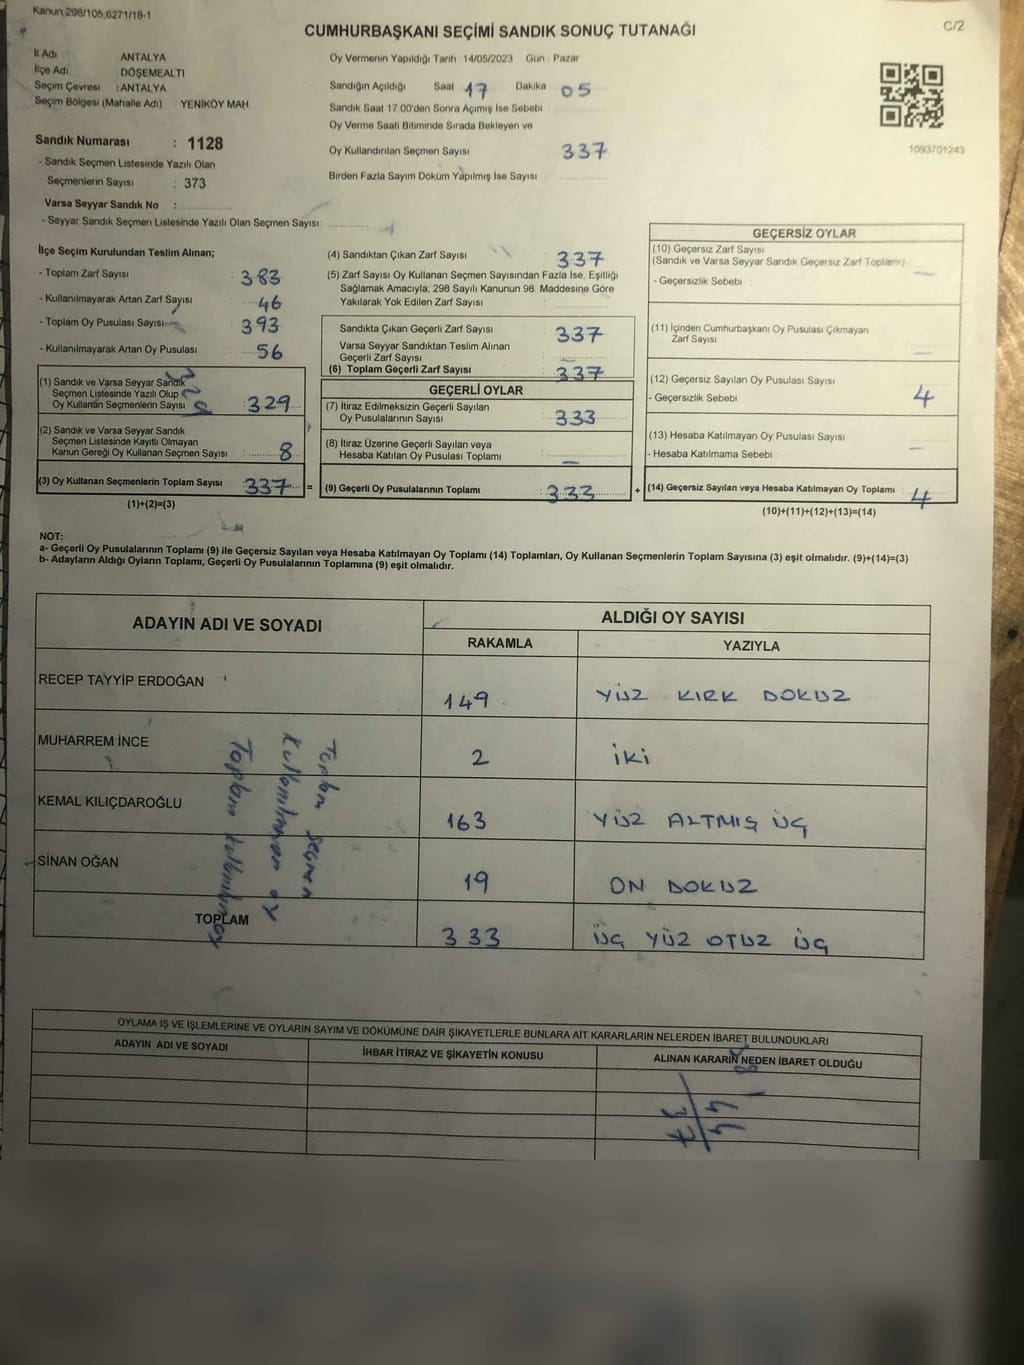 Kanun 298/105,6271/18-1
C/2
CUMHURBAŞKANI SEÇİMİ SANDIK SONUÇ TUTANAĞI
İl Adı ANTALYA
İlçe Adı DÖŞEMEALTI
Seçim Çevresi : ANTALYA
Seçim Bölgesi (Mahalle Adı) YENİKÖY MAH
Sandık Numarası : 1128
- Sandık Seçmen Listesinde Yazılı Olan
Seçmenlerin Sayısı : 373
Varsa Seyyar Sandık No :
- Seyyar Sandık Seçmen Listesinde Yazılı Olan Seçmen Sayısı
Oy Vermenin Yapıldığı Tarih 14/05/2023 Gün : Pazar
Sandığın Açıldığı Saat 17 Dakika 05
Sandık Saat 17.00'den Sonra Açımış İse Sebebi
Oy Verme Saati Bitiminde Sırada Bekleyen ve
Oy Kullandırılan Seçmen Sayısı 337
Birden Fazla Sayım Döküm Yapılmış İse Sayısı
1093701243
İlçe Seçim Kurulundan Teslim Alınan;
- Toplam Zarf Sayısı 383
- Kullanılmayarak Artan Zarf Sayısı 46
- Toplam Oy Pusulası Sayısı 393
- Kullanılmayarak Artan Oy Pusulası 56
(1) Sandık ve Varsa Seyyar Sandık
Seçmen Listesinde Yazılı Olup
Oy Kullanan Seçmenlerin Sayısı : 329
(2) Sandık ve Varsa Seyyar Sandık
Seçmen Listesinde Kayıtlı Olmayan
Kanun Gereği Oy Kullanan Seçmen Sayısı : 8
(3) Oy Kullanan Seçmenlerin Toplam Sayısı : 337 =
(1)+(2)=(3)
(4) Sandıktan Çıkan Zarf Sayısı 337
(5) Zarf Sayısı Oy Kullanan Seçmen Sayısından Fazla İse, Eşitliği
Sağlamak Amacıyla, 298 Sayılı Kanunun 98. Maddesine Göre
Yakılarak Yok Edilen Zarf Sayısı :
Sandıkta Çıkan Geçerli Zarf Sayısı : 337
Varsa Seyyar Sandıktan Teslim Alınan
Geçerli Zarf Sayısı :
(6) Toplam Geçerli Zarf Sayısı : 337
GEÇERLİ OYLAR
(7) İtiraz Edilmeksizin Geçerli Sayılan
Oy Pusulalarının Sayısı : 333
(8) İtiraz Üzerine Geçerli Sayılan veya
Hesaba Katılan Oy Pusulası Toplamı : —
(9) Geçerli Oy Pusulalarının Toplamı : 333 +
GEÇERSİZ OYLAR
(10) Geçersiz Zarf Sayısı
(Sandık ve Varsa Seyyar Sandık Geçersiz Zarf Toplamı) —
- Geçersizlik Sebebi :
(11) İçinden Cumhurbaşkanı Oy Pusulası Çıkmayan
Zarf Sayısı —
(12) Geçersiz Sayılan Oy Pusulası Sayısı
- Geçersizlik Sebebi : 4
(13) Hesaba Katılmayan Oy Pusulası Sayısı —
- Hesaba Katılmama Sebebi :
(14) Geçersiz Sayılan veya Hesaba Katılmayan Oy Toplamı : 4
(10)+(11)+(12)+(13)=(14)
NOT:
a- Geçerli Oy Pusulalarının Toplamı (9) ile Geçersiz Sayılan veya Hesaba Katılmayan Oy Toplamı (14) Toplamları, Oy Kullanan Seçmenlerin Toplam Sayısına (3) eşit olmalıdır. (9)+(14)=(3)
b- Adayların Aldığı Oyların Toplamı, Geçerli Oy Pusulalarının Toplamına (9) eşit olmalıdır.
ADAYIN ADI VE SOYADI ALDIĞI OY SAYISI
RAKAMLA YAZIYLA
RECEP TAYYİP ERDOĞAN 149 YÜZ KIRK DOKUZ
MUHARREM İNCE 2 İKİ
KEMAL KILIÇDAROĞLU 163 YÜZ ALTMIŞ ÜÇ
SİNAN OĞAN 19 ON DOKUZ
TOPLAM 333 ÜÇ YÜZ OTUZ ÜÇ
Toplam seçmen
Kullanılmayan oy
Toplam
OYLAMA İŞ VE İŞLEMLERİNE VE OYLARIN SAYIM VE DÖKÜMÜNE DAİR ŞİKAYETLERLE BUNLARA AİT KARARLARIN NELERDEN İBARET BULUNDUKLARI
ADAYIN ADI VE SOYADI İHBAR İTİRAZ VE ŞİKAYETİN KONUSU ALINAN KARARIN NEDEN İBARET OLDUĞU